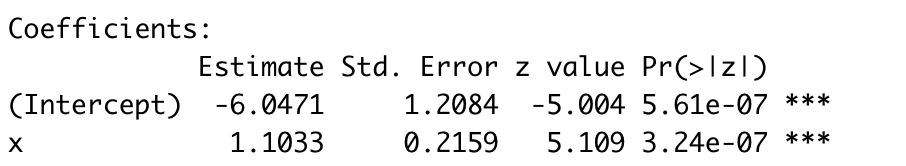 Coefficients:
Estimate Std. Error z value Pr(>|z|)
(Intercept) -6.0471 1.2084 -5.004 5.61e-07 ***
x 1.1033 0.2159 5.109 3.24e-07 ***